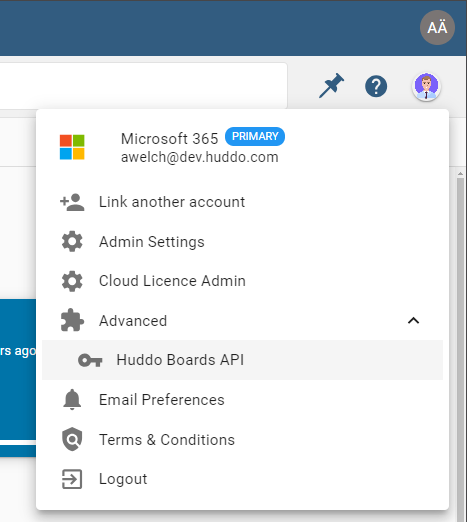 AÄ
Microsoft 365 PRIMARY
awelch@dev.huddo.com
Link another account
Admin Settings
Cloud Licence Admin
Advanced
rs ago
Huddo Boards API
Email Preferences
Terms & Conditions
Logout